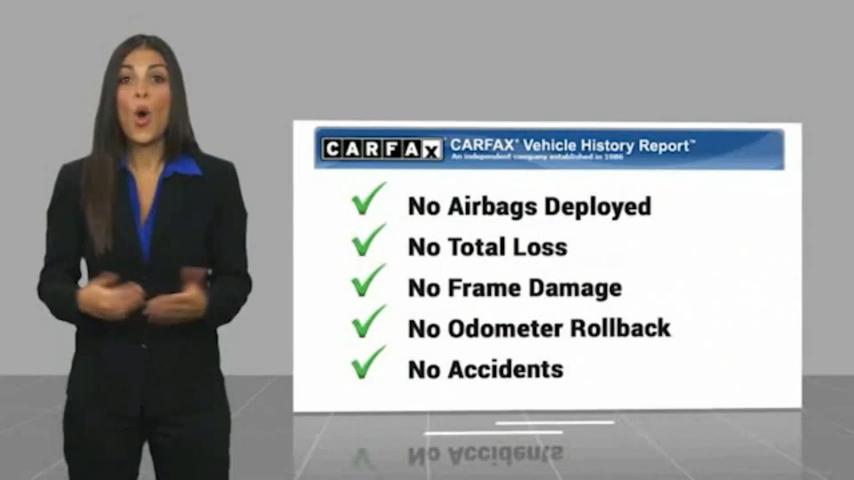 CARFAX CARFAX® Vehicle History Report™
An independent company established in 1986
No Airbags Deployed
No Total Loss
No Frame Damage
No Odometer Rollback
No Accidents
No Accidents